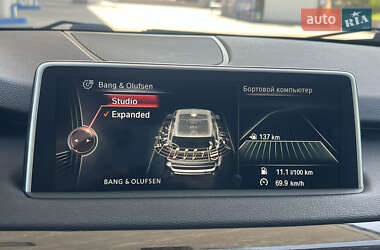 auto RIA
Bang & Olufsen
Studio
✓ Expanded
BANG & OLUFSEN
Бортовой компьютер
137 km
11.1 l/100 km
69.9 km/h